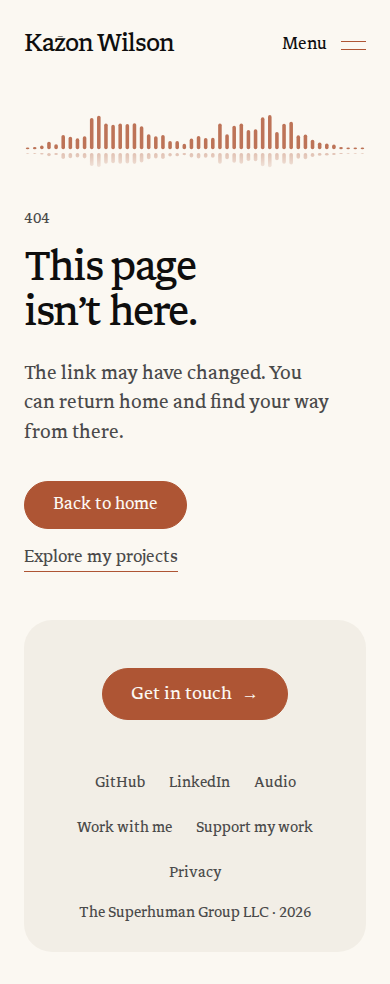 Kazon Wilson
Menu
404
This page
isn’t here.
The link may have changed. You
can return home and find your way
from there.
Back to home
Explore my projects
Get in touch →
GitHub LinkedIn Audio
Work with me Support my work
Privacy
The Superhuman Group LLC · 2026